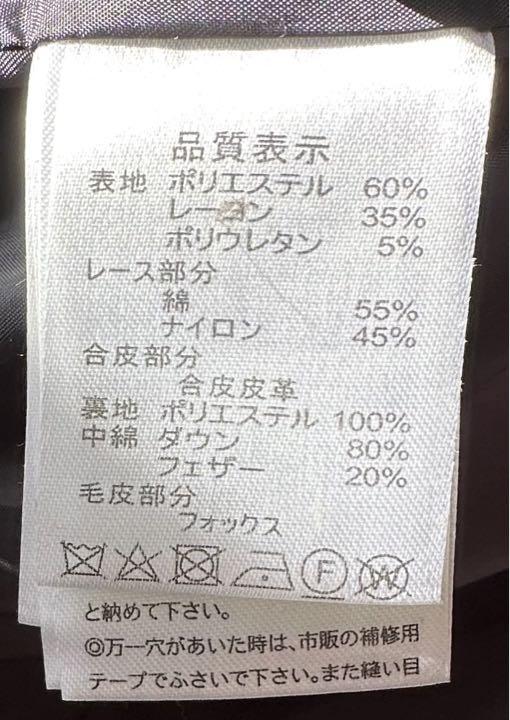 品質表示
表地 ポリエステル 60%
レーヨン 35%
ポリウレタン 5%
レース部分
綿 55%
ナイロン 45%
合皮部分
合皮皮革
裏地 ポリエステル 100%
中綿 ダウン 80%
フェザー 20%
毛皮部分
フォックス
F W
と納めて下さい。
◎万一穴があいた時は、市販の補修用
テープでふさいで下さい。また縫い目